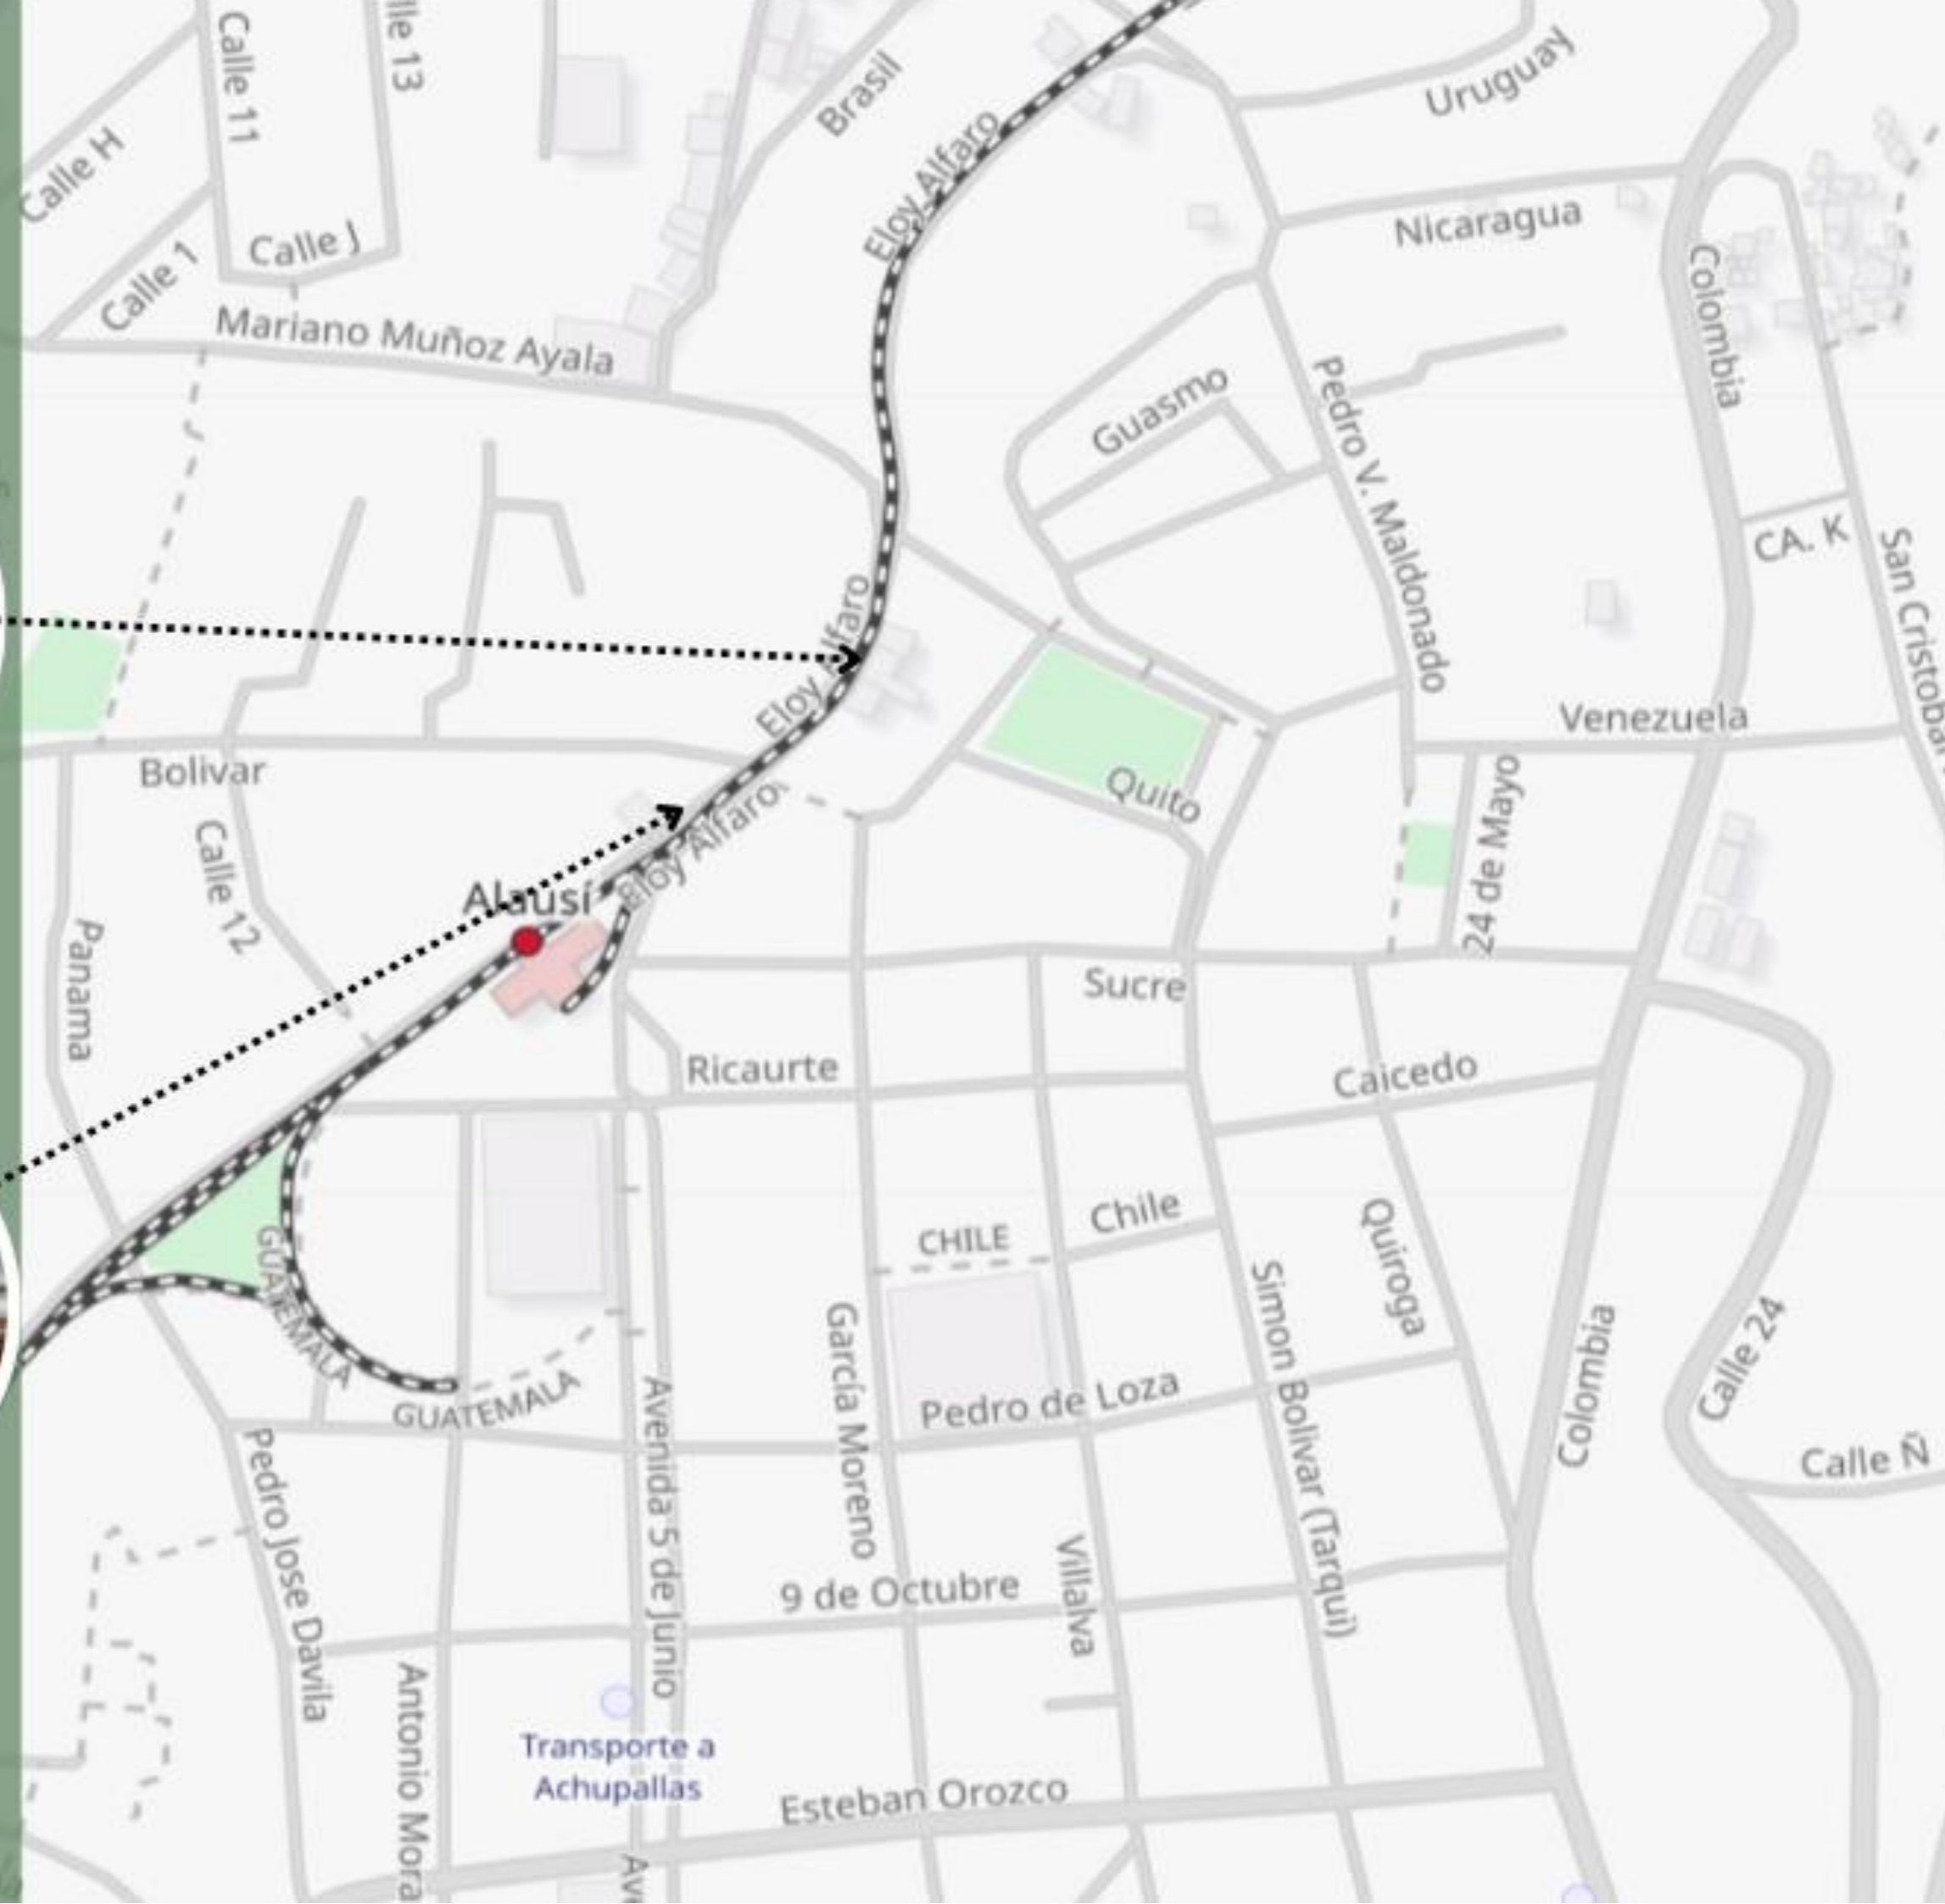 Calle 11
lle 13
Brasil
Uruguay
Calle H
Eloy Alfaro
Nicaragua
Calle J
Calle 1
Colombia
Mariano Muñoz Ayala
Guasmo
Pedro V. Maldonado
CA. K
San Cristobal
Eloy Alfaro
Eloy Alfaro
Venezuela
Bolivar
Quito
24 de Mayo
Calle 12
Eloy Alfaro
Alausí
Panama
Sucre
Ricaurte
Caicedo
Chile
CHILE
Quiroga
GUATEMALA
Simon Bolivar (Tarqui)
García Moreno
Colombia
Calle 24
Pedro de Loza
GUATEMALA
Avenida 5 de Junio
Calle Ñ
Pedro Jose Davila
Villalva
9 de Octubre
Antonio Mora
Transporte a
Achupallas
Esteban Orozco
Ave